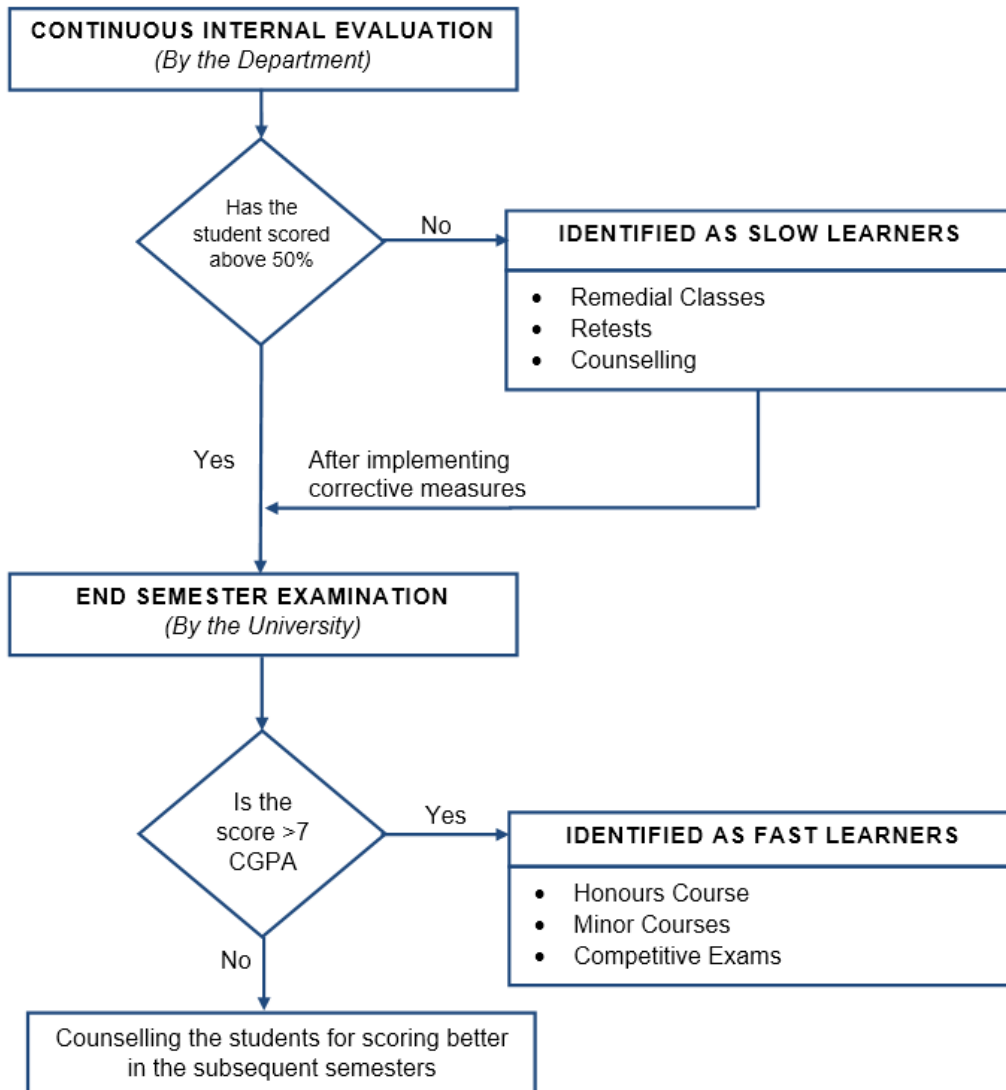 CONTINUOUS INTERNAL EVALUATION
(By the Department)
Has the
student scored
above 50%
No
IDENTIFIED AS SLOW LEARNERS
• Remedial Classes
• Retests
• Counselling
Yes
After implementing
corrective measures
END SEMESTER EXAMINATION
(By the University)
Is the
score >7
CGPA
Yes
IDENTIFIED AS FAST LEARNERS
• Honours Course
• Minor Courses
• Competitive Exams
No
Counselling the students for scoring better
in the subsequent semesters